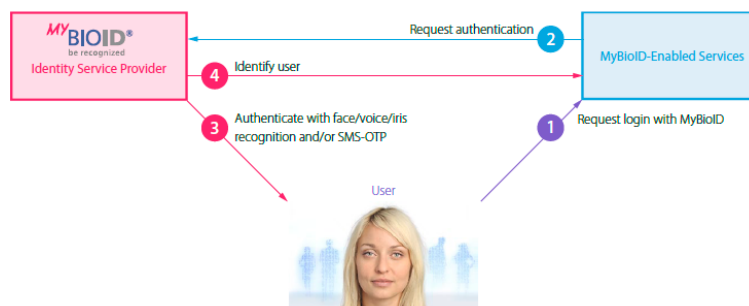 MY BIOID®
be recognized
Identity Service Provider
Request authentication
2
MyBioID-Enabled Services
4
Identify user
3
Authenticate with face/voice/iris
recognition and/or SMS-OTP
1
Request login with MyBioID
User